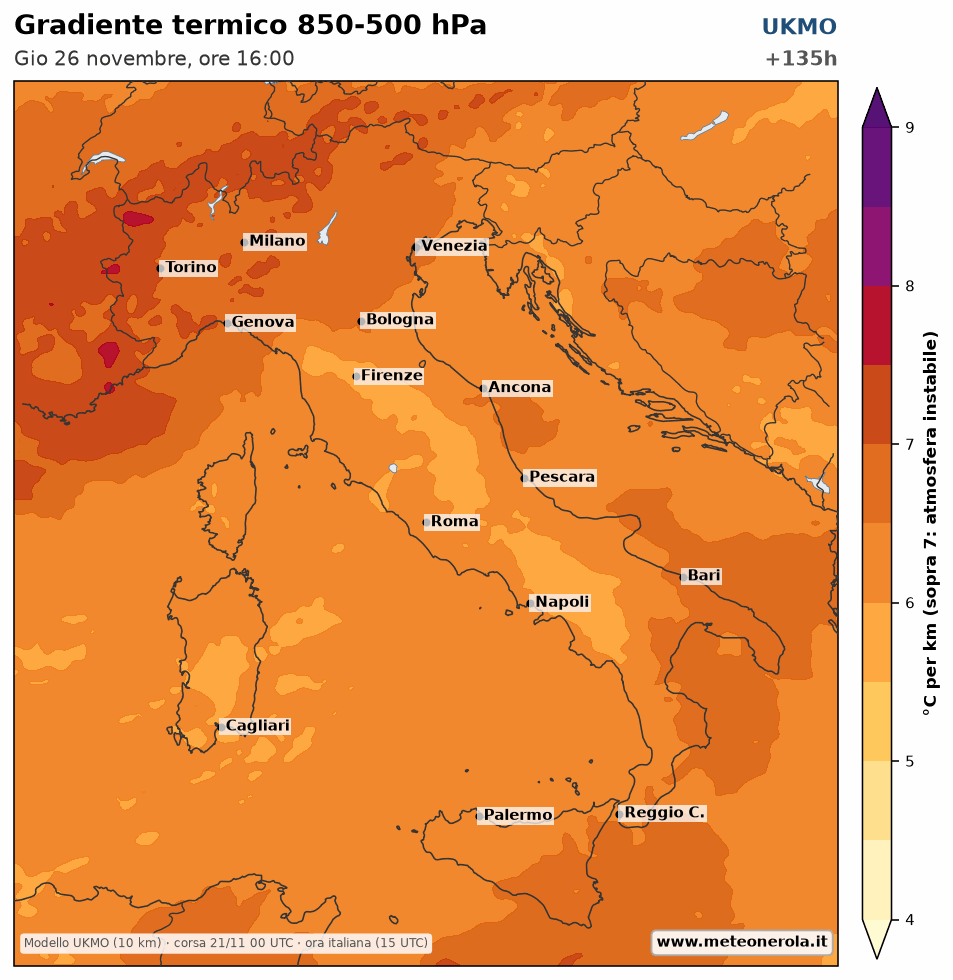 Gradiente termico 850-500 hPa
UKMO
Gio 26 novembre, ore 16:00
+135h
9
8
7
6
5
4
°C per km (sopra 7: atmosfera instabile)
Milano
Venezia
Torino
Genova
Bologna
Firenze
Ancona
Pescara
Roma
Bari
Napoli
Cagliari
Palermo
Reggio C.
Modello UKMO (10 km) · corsa 21/11 00 UTC · ora italiana (15 UTC)
www.meteonerola.it